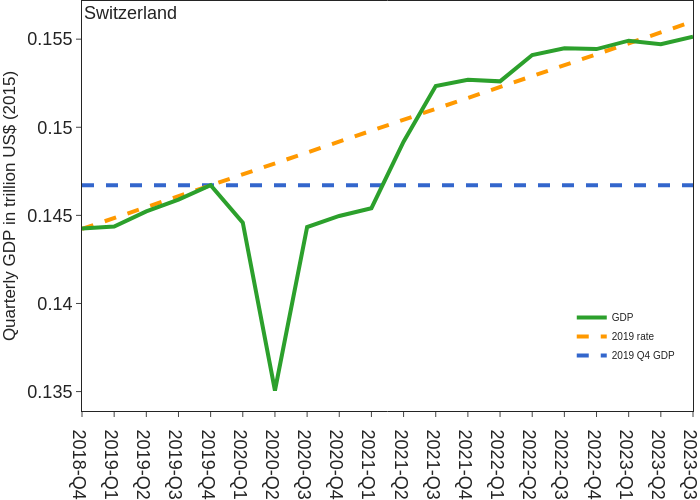 Switzerland
Quarterly GDP in trillion US$ (2015)
0.155
0.15
0.145
0.14
0.135
GDP
2019 rate
2019 Q4 GDP
2018-Q4
2019-Q1
2019-Q2
2019-Q3
2019-Q4
2020-Q1
2020-Q2
2020-Q3
2020-Q4
2021-Q1
2021-Q2
2021-Q3
2021-Q4
2022-Q1
2022-Q2
2022-Q3
2022-Q4
2023-Q1
2023-Q2
2023-Q3